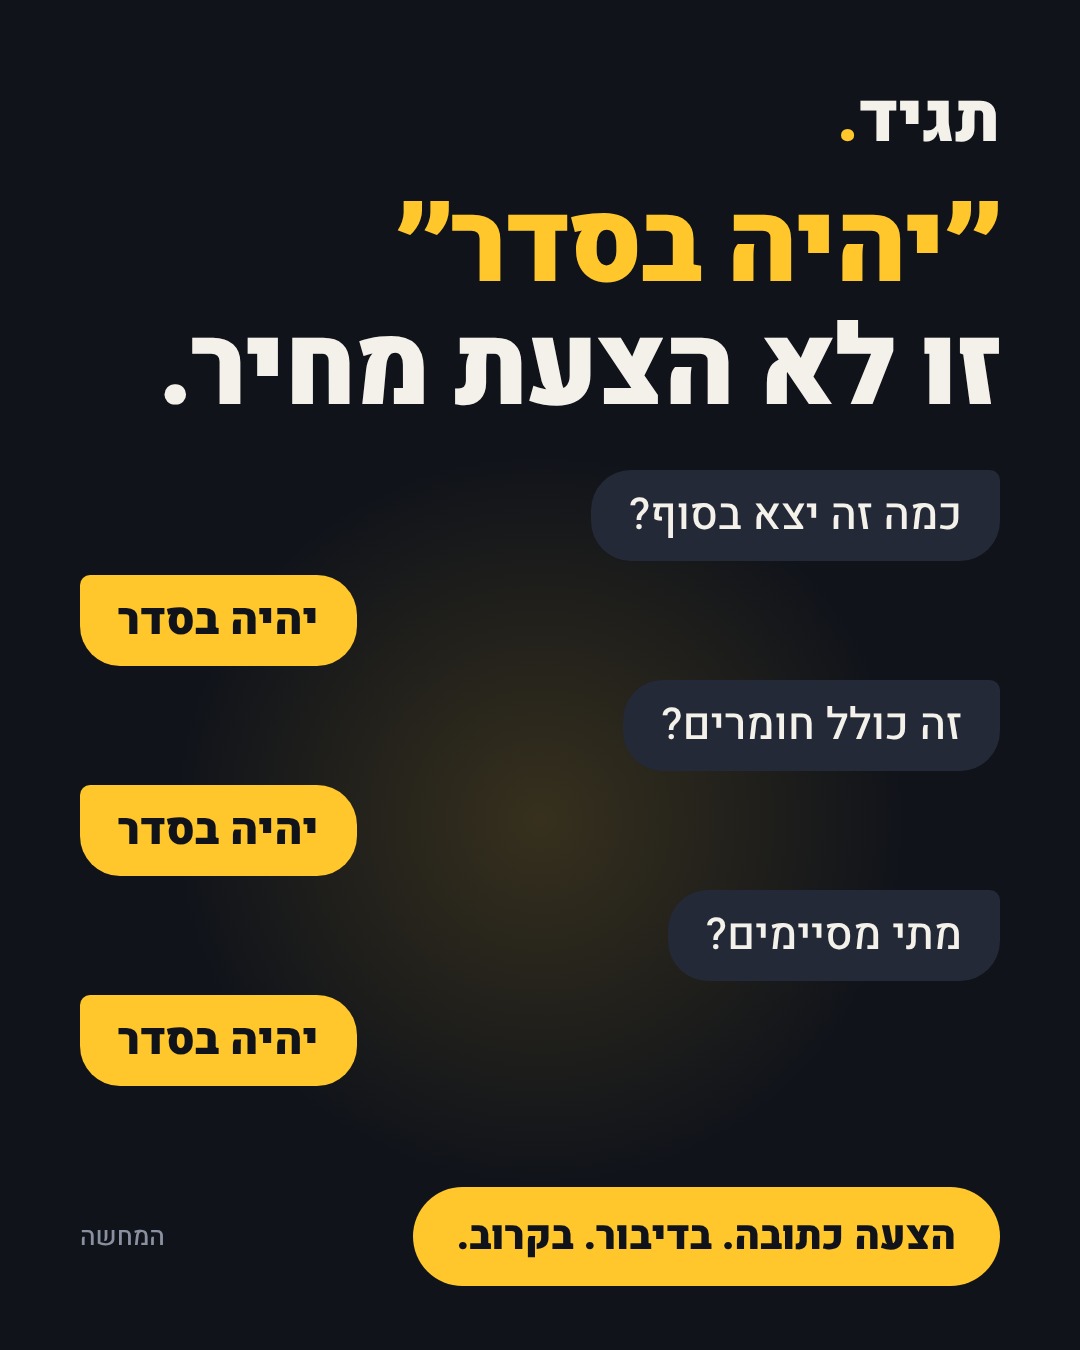 תגיד.
”יהיה בסדר”
זו לא הצעת מחיר.
כמה זה יצא בסוף?
יהיה בסדר
זה כולל חומרים?
יהיה בסדר
מתי מסיימים?
יהיה בסדר
הצעה כתובה. בדיבור. בקרוב.
המחשה